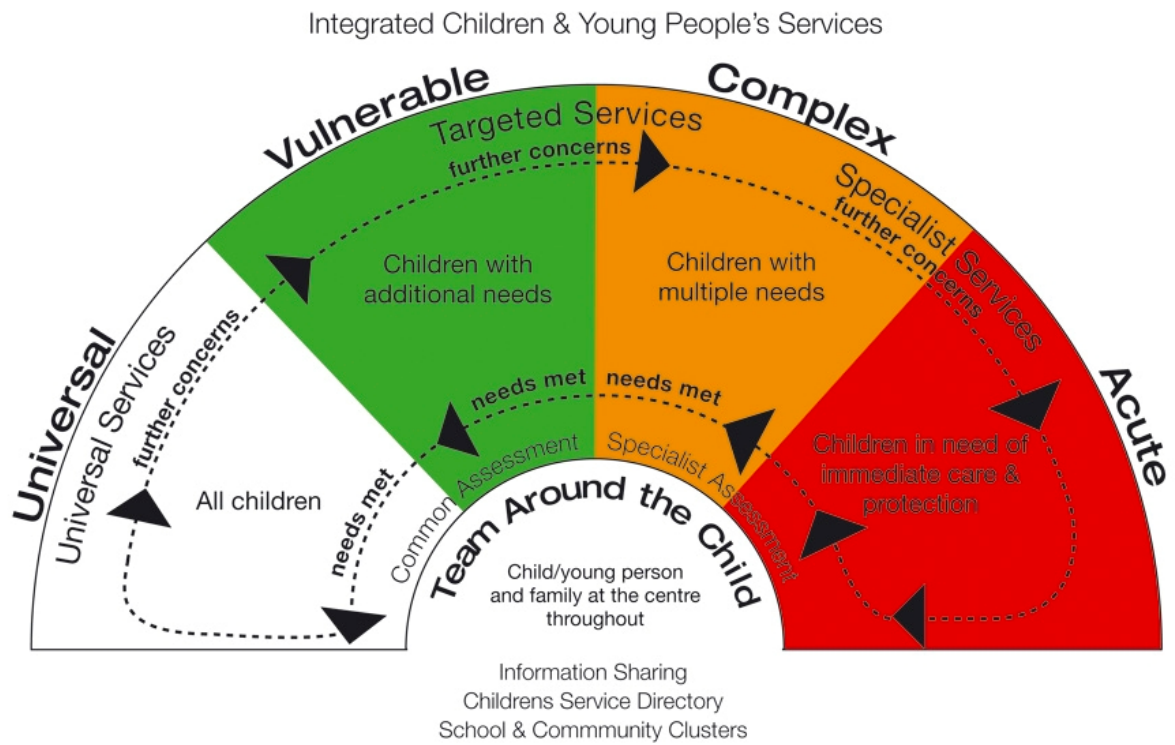 Integrated Children & Young People's Services
Universal
Vulnerable
Complex
Acute
Universal Services
Targeted Services
Specialist Services
further concerns
further concerns
further concerns
All children
Children with
additional needs
Children with
multiple needs
Children in need of
immediate care &
protection
needs met
needs met
needs met
Common Assessment
Specialist Assessment
Team Around the Child
Child/young person
and family at the centre
throughout
Information Sharing
Childrens Service Directory
School & Commmunity Clusters